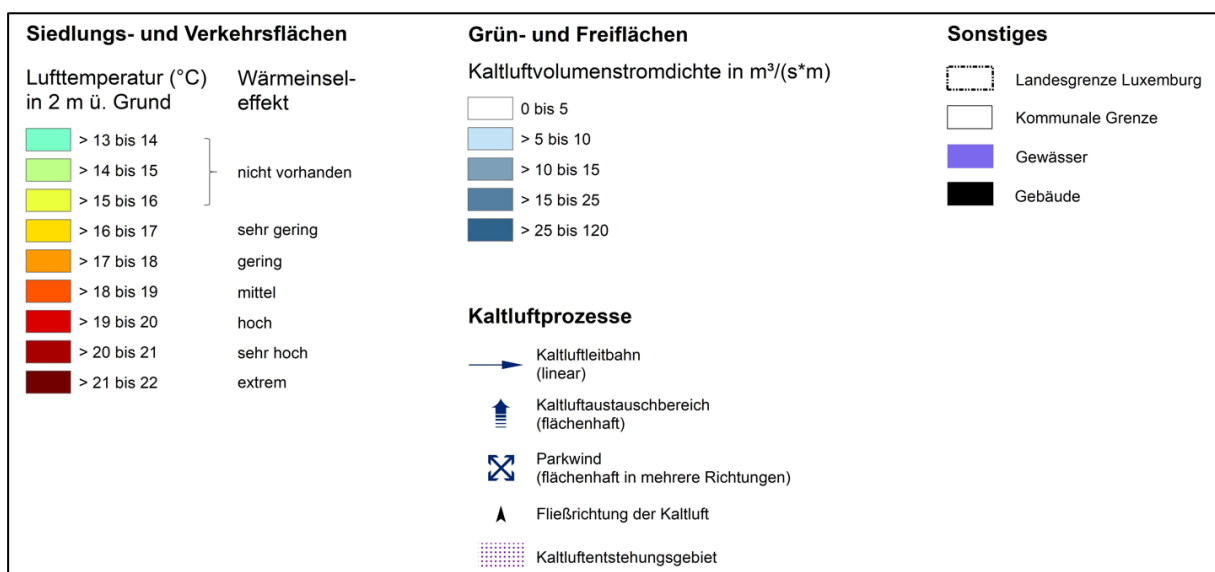 Siedlungs- und Verkehrsflächen
Lufttemperatur (°C)
in 2 m ü. Grund
Wärmeinsel-
effekt
> 13 bis 14
> 14 bis 15
nicht vorhanden
> 15 bis 16
> 16 bis 17 sehr gering
> 17 bis 18 gering
> 18 bis 19 mittel
> 19 bis 20 hoch
> 20 bis 21 sehr hoch
> 21 bis 22 extrem
Grün- und Freiflächen
Kaltluftvolumenstromdichte in m³/(s*m)
0 bis 5
> 5 bis 10
> 10 bis 15
> 15 bis 25
> 25 bis 120
Kaltluftprozesse
Kaltluftleitbahn
(linear)
Kaltluftaustauschbereich
(flächenhaft)
Parkwind
(flächenhaft in mehrere Richtungen)
Fließrichtung der Kaltluft
Kaltluftentstehungsgebiet
Sonstiges
Landesgrenze Luxemburg
Kommunale Grenze
Gewässer
Gebäude